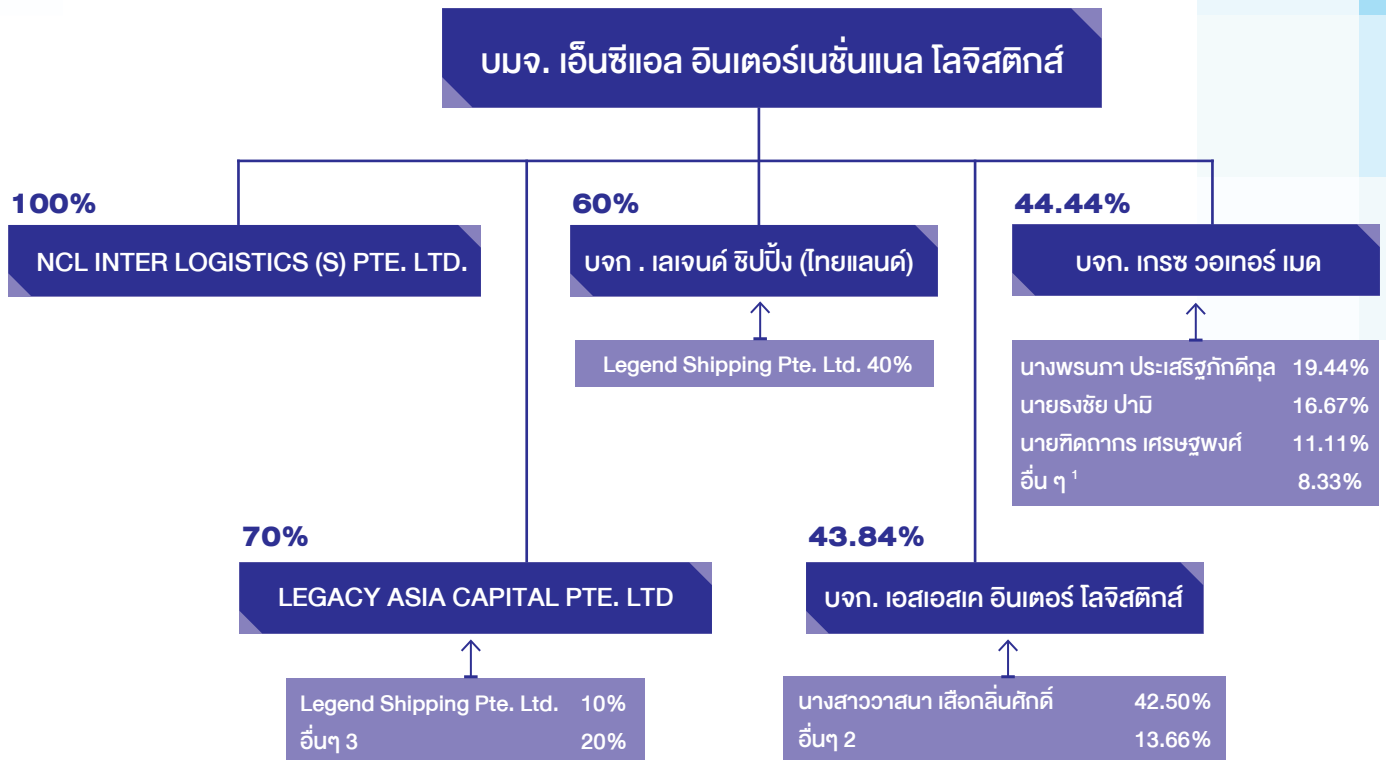 บมจ. เอ็นซีแอล อินเตอร์เนชั่นแนล โลจิสติกส์
100%
NCL INTER LOGISTICS (S) PTE. LTD.
60%
บจก . เลเจนด์ ชิปปิ้ง (ไทยแลนด์)
Legend Shipping Pte. Ltd. 40%
44.44%
บจก. เกรซ วอเทอร์ เมด
นางพรนภา ประเสริฐภักดีกุล 19.44%
นายธงชัย ปามิ 16.67%
นายฑิดถากร เศรษฐพงศ์ 11.11%
อื่น ๆ ¹ 8.33%
70%
LEGACY ASIA CAPITAL PTE. LTD
Legend Shipping Pte. Ltd. 10%
อื่นๆ 3 20%
43.84%
บจก. เอสเอสเค อินเตอร์ โลจิสติกส์
นางสาววาสนา เสือกลิ่นศักดิ์ 42.50%
อื่นๆ 2 13.66%